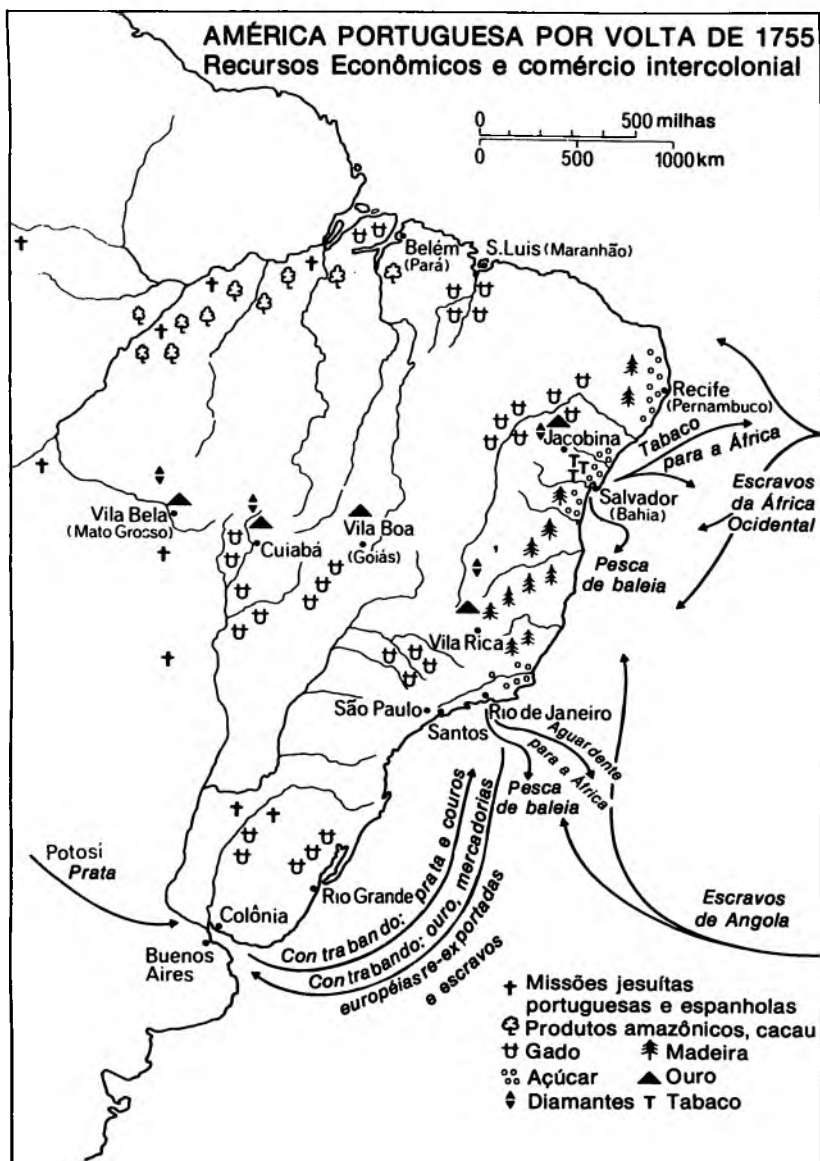 AMÉRICA PORTUGUESA POR VOLTA DE 1755
Recursos Econômicos e comércio intercolonial
0 500 milhas
0 500 1000km
Belém
(Pará)
S.Luis (Maranhão)
Recife
(Pernambuco)
Jacobina
Tabaco
para a África
T T
Salvador
(Bahia)
Escravos
da África
Ocidental
Pesca
de baleia
Vila Bela
(Mato Grosso)
Cuiabá
Vila Boa
(Goiás)
Vila Rica
São Paulo
Santos
Rio de Janeiro
Aguardente
para a África
Pesca
de baleia
Potosí
Prata
Rio Grande
Colônia
Buenos
Aires
Contrabando: prata e couros
Contrabando: ouro, mercadorias
européias re-exportadas
e escravos
Escravos
de Angola
Missões jesuítas
portuguesas e espanholas
Produtos amazônicos, cacau
Gado Madeira
Açúcar Ouro
Diamantes T Tabaco